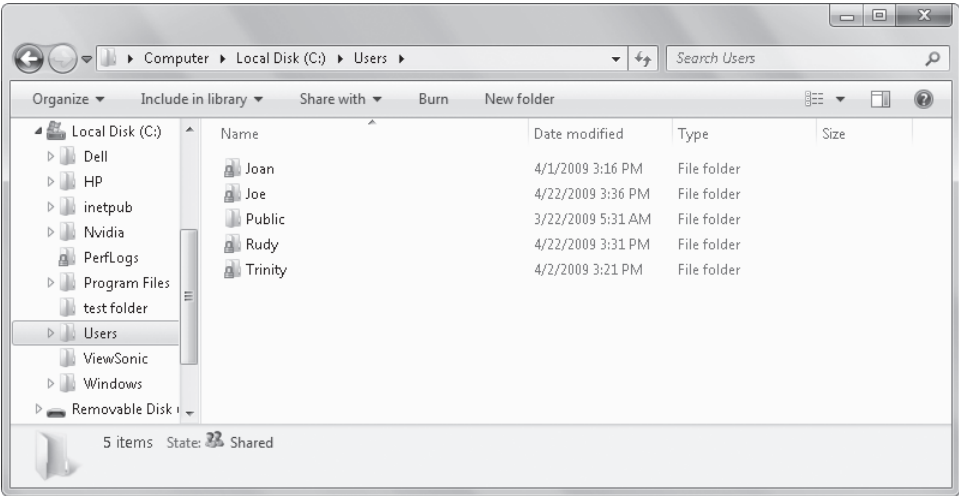 Computer ▸ Local Disk (C:) ▸ Users ▸
Search Users
Organize Include in library Share with Burn New folder
Local Disk (C:)
Dell
HP
inetpub
Nvidia
PerfLogs
Program Files
test folder
Users
ViewSonic
Windows
Removable Disk
Name Date modified Type Size
Joan 4/1/2009 3:16 PM File folder
Joe 4/22/2009 3:36 PM File folder
Public 3/22/2009 5:31 AM File folder
Rudy 4/22/2009 3:31 PM File folder
Trinity 4/2/2009 3:21 PM File folder
5 items State: Shared